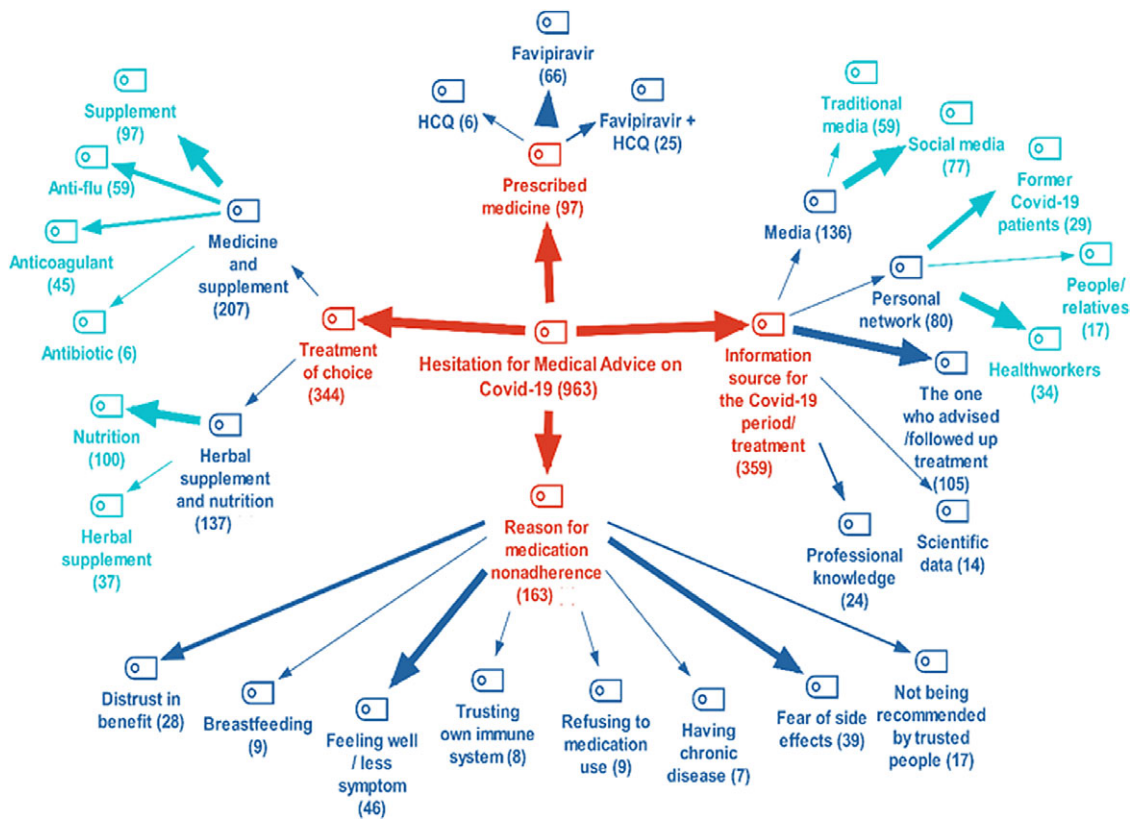 Favipiravir
(66)
HCQ (6)
Favipiravir +
HCQ (25)
Prescribed
medicine (97)
Supplement
(97)
Anti-flu (59)
Anticoagulant
(45)
Antibiotic (6)
Medicine
and
supplement
(207)
Treatment
of choice
(344)
Nutrition
(100)
Herbal
supplement
(37)
Herbal
supplement
and nutrition
(137)
Hesitation for Medical Advice on
Covid-19 (963)
Traditional
media (59)
Social media
(77)
Media (136)
Former
Covid-19
patients (29)
People/
relatives
(17)
Personal
network (80)
Healthworkers
(34)
Information
source for
the Covid-19
period/
treatment
(359)
The one
who advised
/followed up
treatment
(105)
Scientific
data (14)
Professional
knowledge
(24)
Reason for
medication
nonadherence
(163)
Distrust in
benefit (28)
Breastfeeding
(9)
Feeling well
/ less
symptom
(46)
Trusting
own immune
system (8)
Refusing to
medication
use (9)
Having
chronic
disease (7)
Fear of side
effects (39)
Not being
recommended
by trusted
people (17)